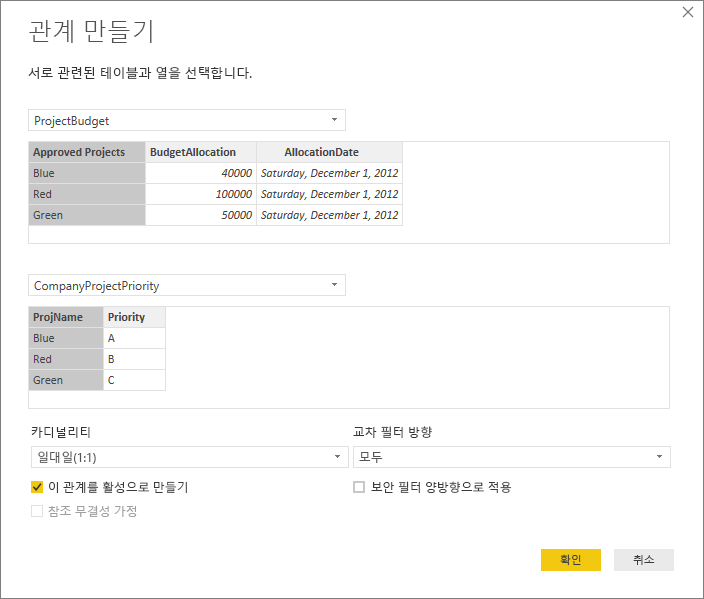 관계 만들기
서로 관련된 테이블과 열을 선택합니다.
ProjectBudget
Approved Projects BudgetAllocation AllocationDate
Blue 40000 Saturday, December 1, 2012
Red 100000 Saturday, December 1, 2012
Green 50000 Saturday, December 1, 2012
CompanyProjectPriority
ProjName Priority
Blue A
Red B
Green C
카디널리티 교차 필터 방향
일대일(1:1) 모두
이 관계를 활성으로 만들기 보안 필터 양방향으로 적용
참조 무결성 가정
확인 취소